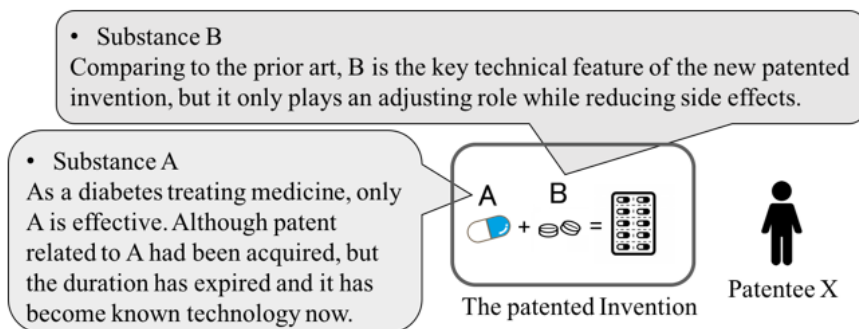 • Substance B
Comparing to the prior art, B is the key technical feature of the new patented
invention, but it only plays an adjusting role while reducing side effects.
• Substance A
As a diabetes treating medicine, only
A is effective. Although patent
related to A had been acquired, but
the duration has expired and it has
become known technology now.
A B
+ =
The patented Invention
Patentee X